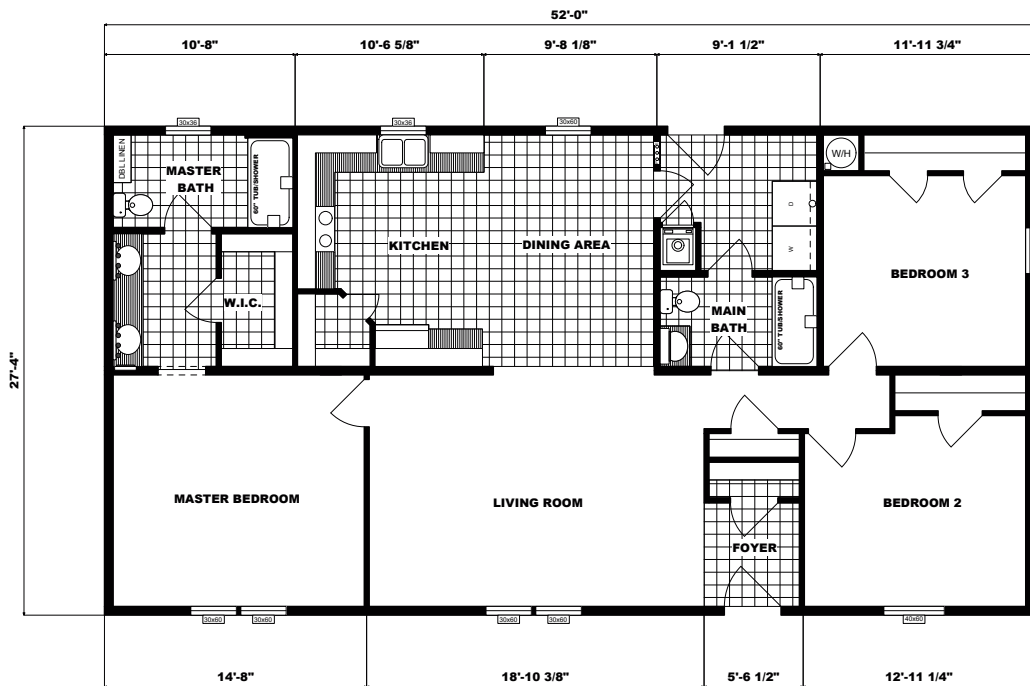 52'-0"
10'-8" 10'-6 5/8" 9'-8 1/8" 9'-1 1/2" 11'-11 3/4"
30x36 30x36 30x60
DBL LINEN
MASTER
BATH
60" TUB/SHOWER
W/H
KITCHEN
DINING AREA
D
W
BEDROOM 3
W.I.C.
MAIN
BATH
60" TUB/SHOWER
27'-4"
MASTER BEDROOM
LIVING ROOM
BEDROOM 2
FOYER
30x60 30x60 30x60 30x60 40x60
14'-8" 18'-10 3/8" 5'-6 1/2" 12'-11 1/4"